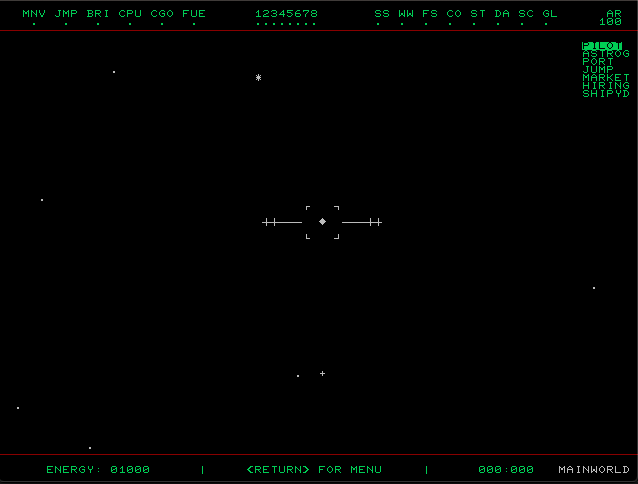 MNV JMP BRI CPU CGO FUE 12345678 SS WW FS CO ST DA SC GL AR
100
PILOT
ASTROG
PORT
JUMP
MARKET
HIRING
SHIPYD
ENERGY: 01000 | <RETURN> FOR MENU | 000:000 MAINWORLD